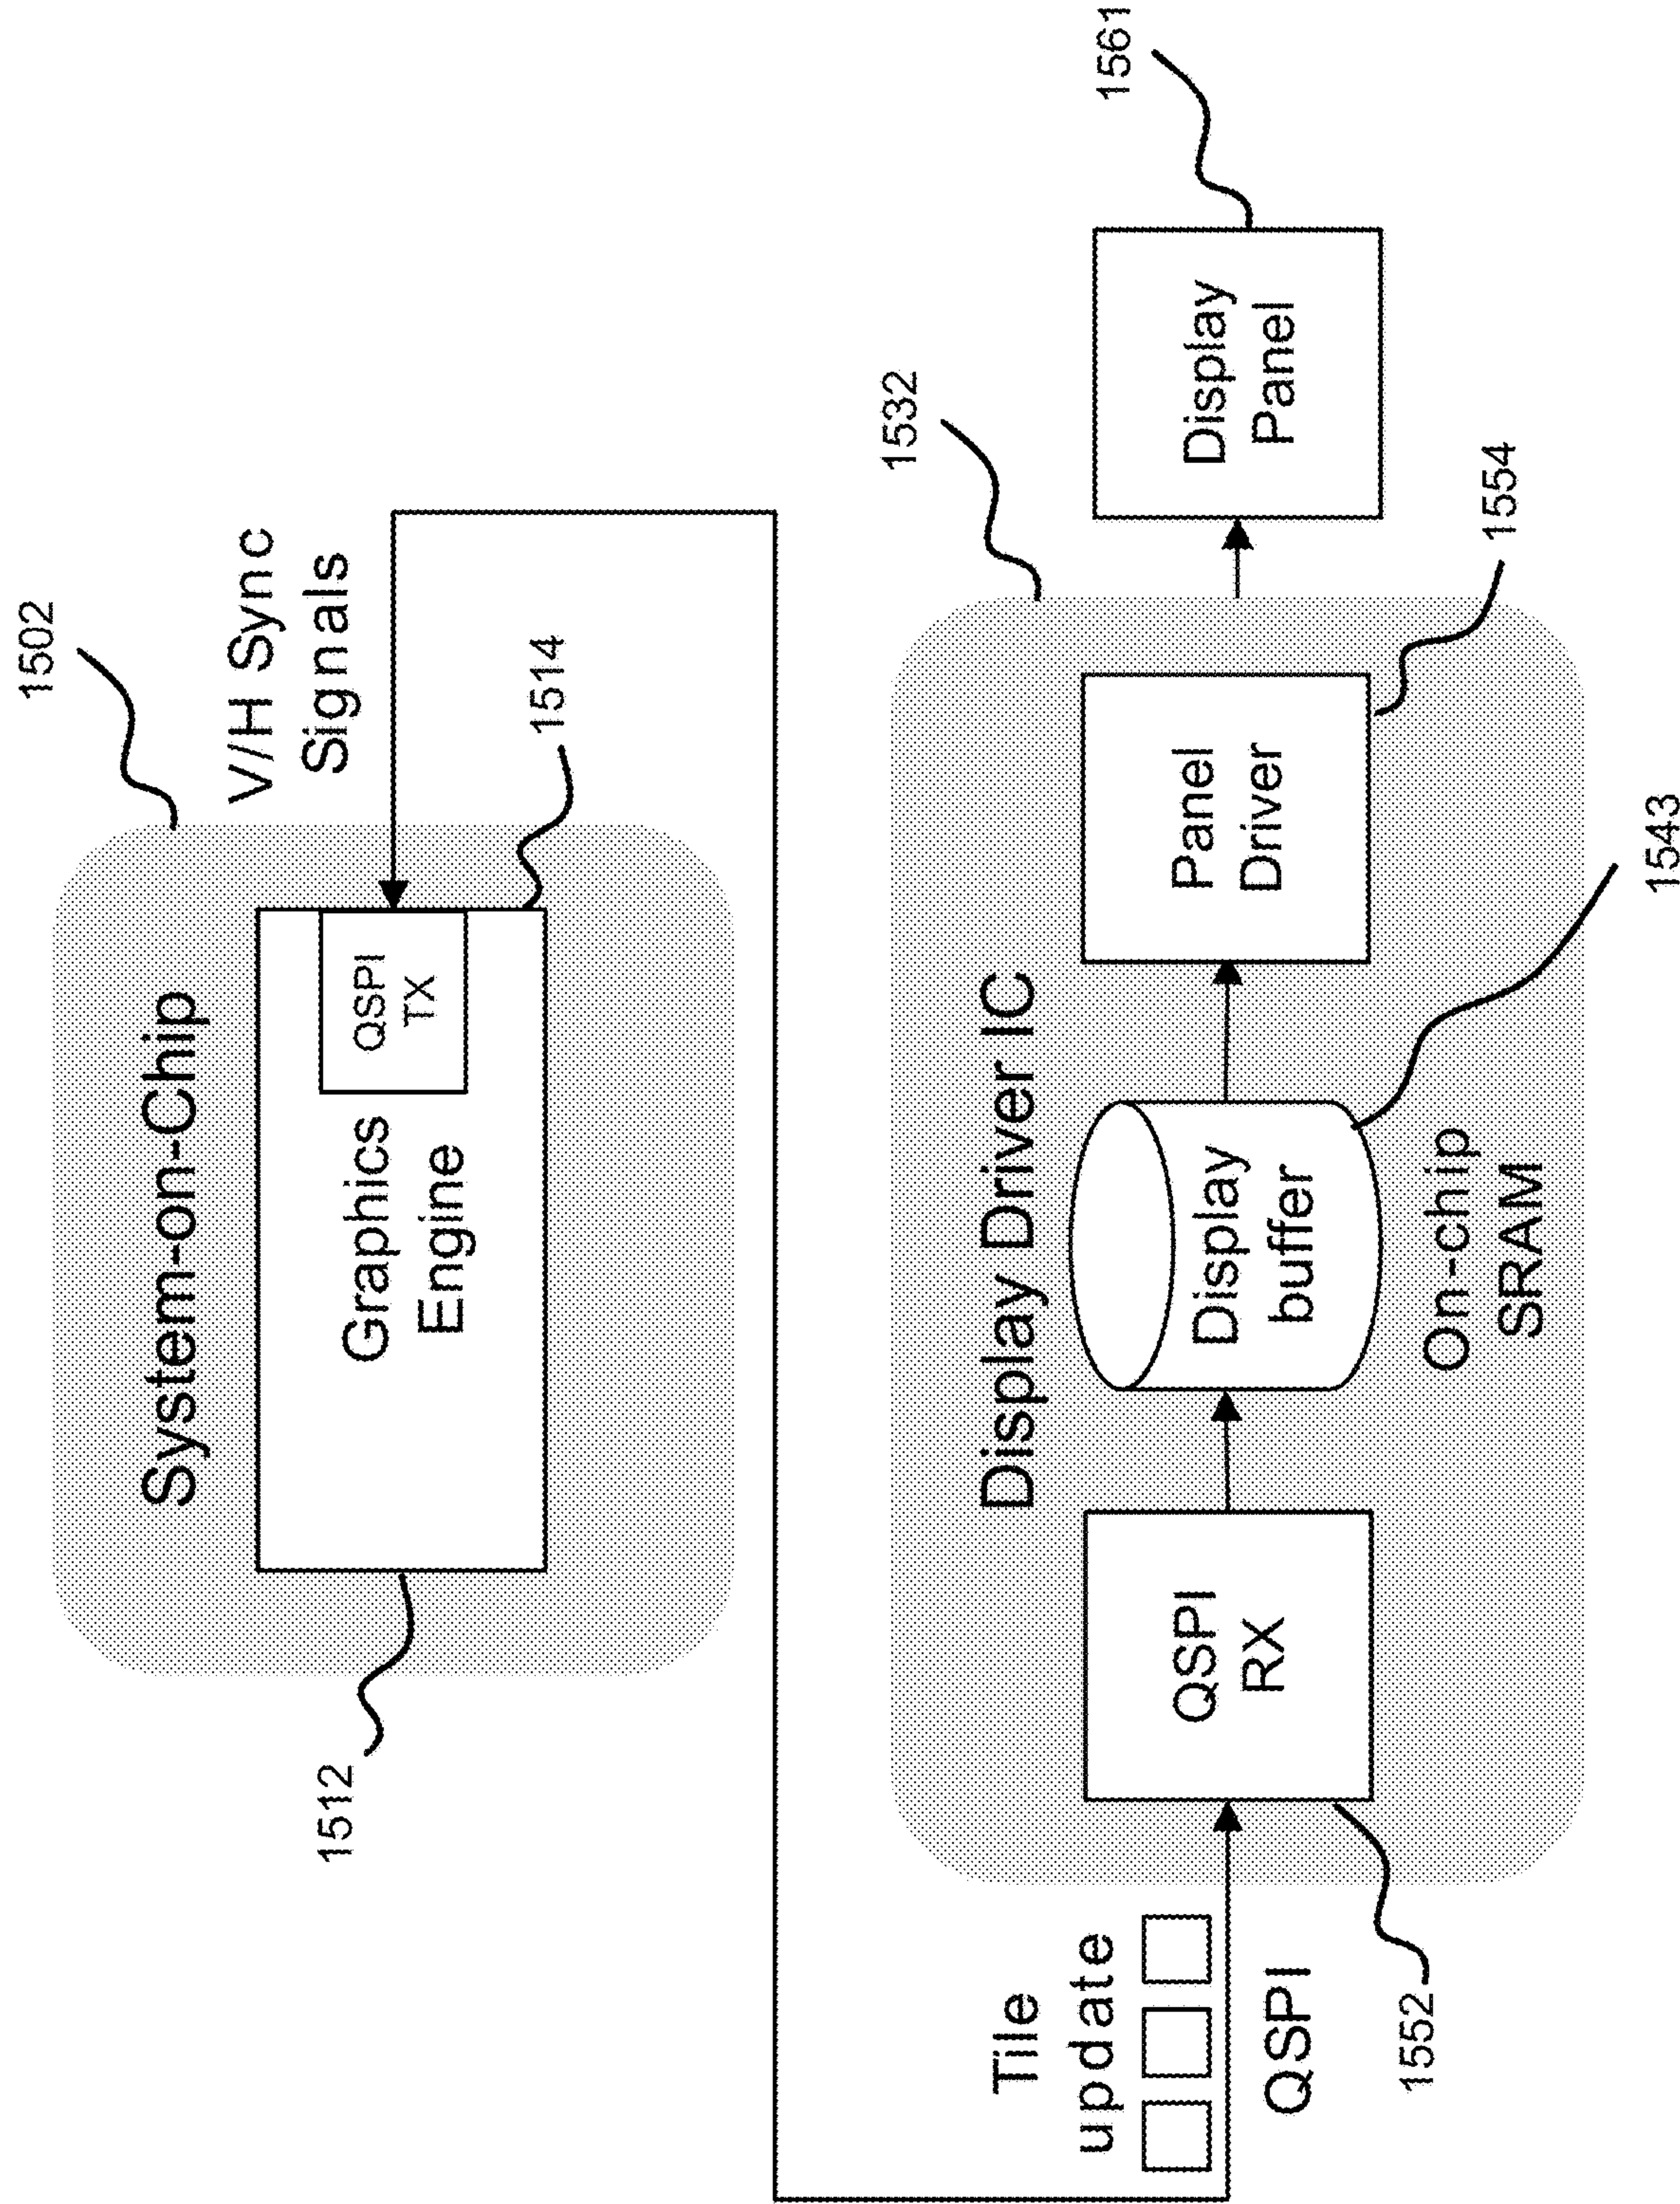 1502
System-on-Chip
V/H Sync
Signals
1512
Graphics
Engine
QSPI
TX
1514
1532
1561
Display Driver IC
Tile
update
QSPI
QSPI
RX
Display
buffer
Panel
Driver
Display
Panel
On-chip
SRAM
1552
1543
1554